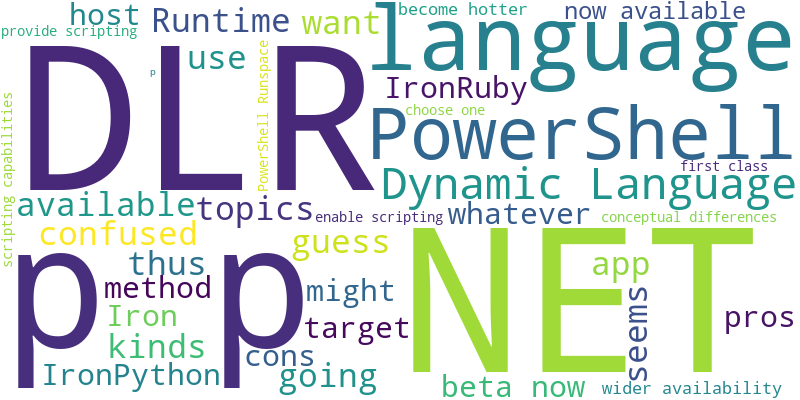 host
Runtime
want
become hotter
now available
provide scripting
use
language
p
DLR
PowerShell Runspace
IronRuby
choose one
PowerShell
first class
scripting capabilities
Dynamic Language
available
topics
enable scripting
whatever
conceptual differences
confused
guess
thus
pp
NET
app
method
might
seems
Iron
target
pros
kinds
cons
IronPython
going
beta now
wider availability